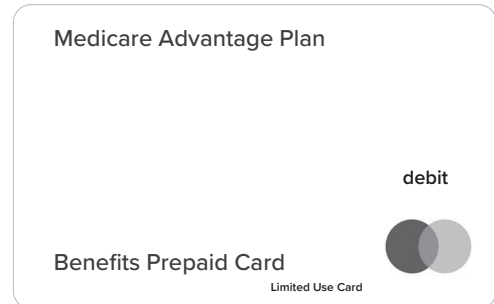 Medicare Advantage Plan
debit
Benefits Prepaid Card
Limited Use Card